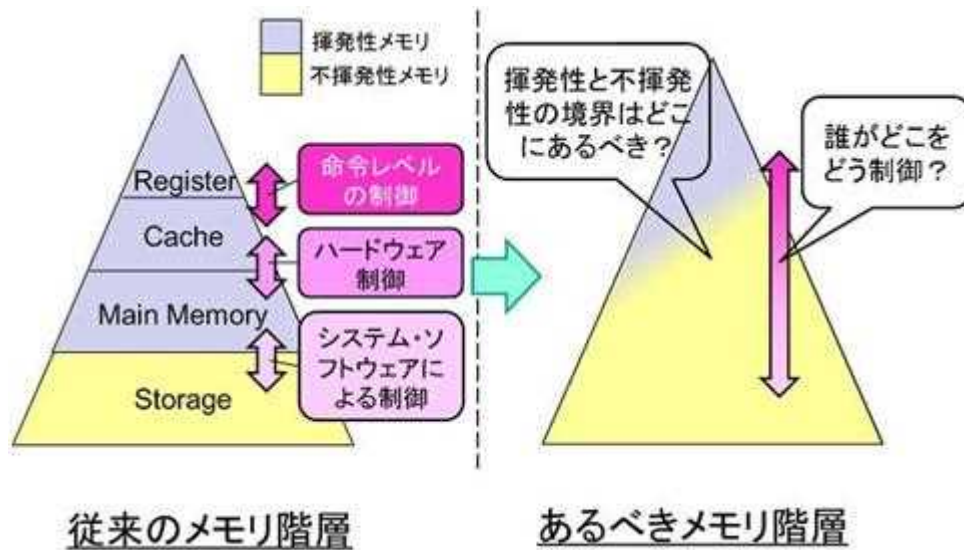 揮発性メモリ
不揮発性メモリ
Register
Cache
Main Memory
Storage
命令レベル
の制御
ハードウェア
制御
システム・ソ
フトウェアに
よる制御
従来のメモリ階層
揮発性と不揮発
性の境界はどこ
にあるべき？
誰がどこを
どう制御？
あるべきメモリ階層